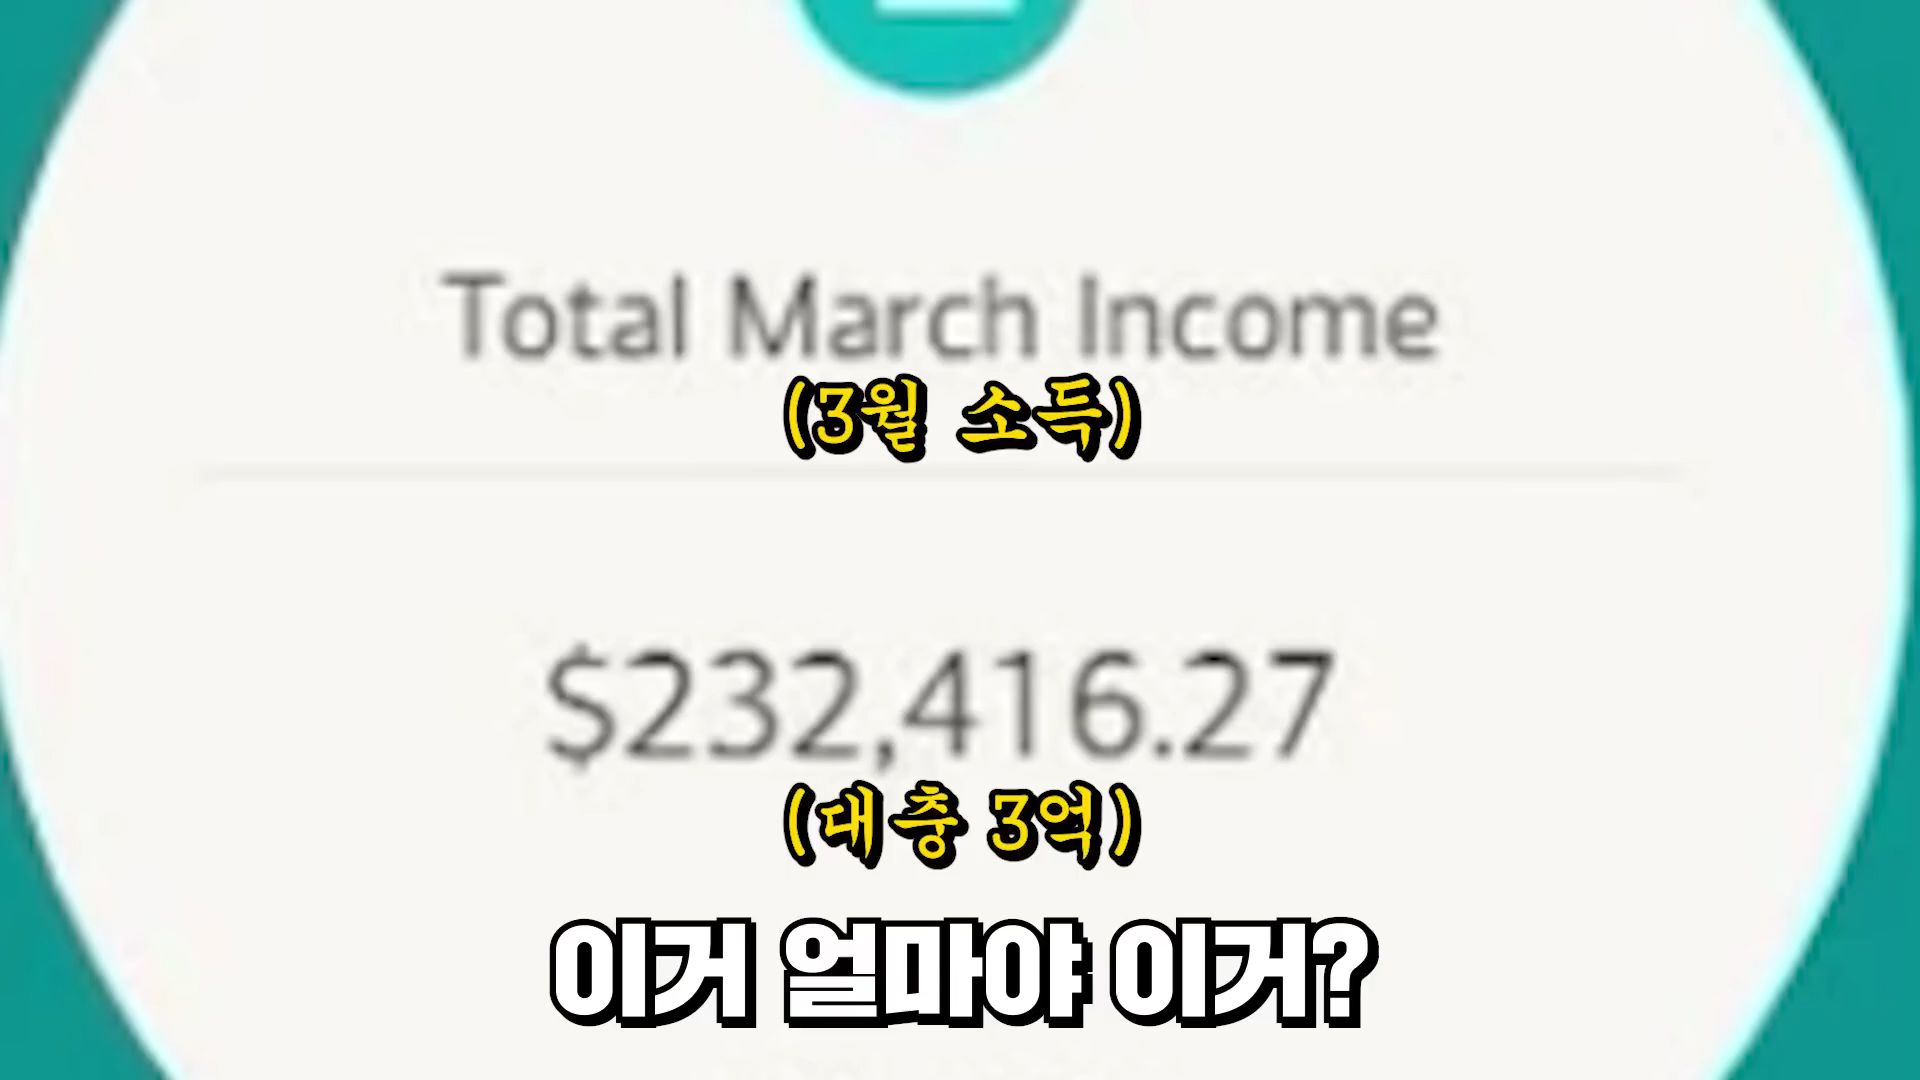 Total March Income
(3월 소득)
$232,416.27
(대충 3억)
이거 얼마야 이거?